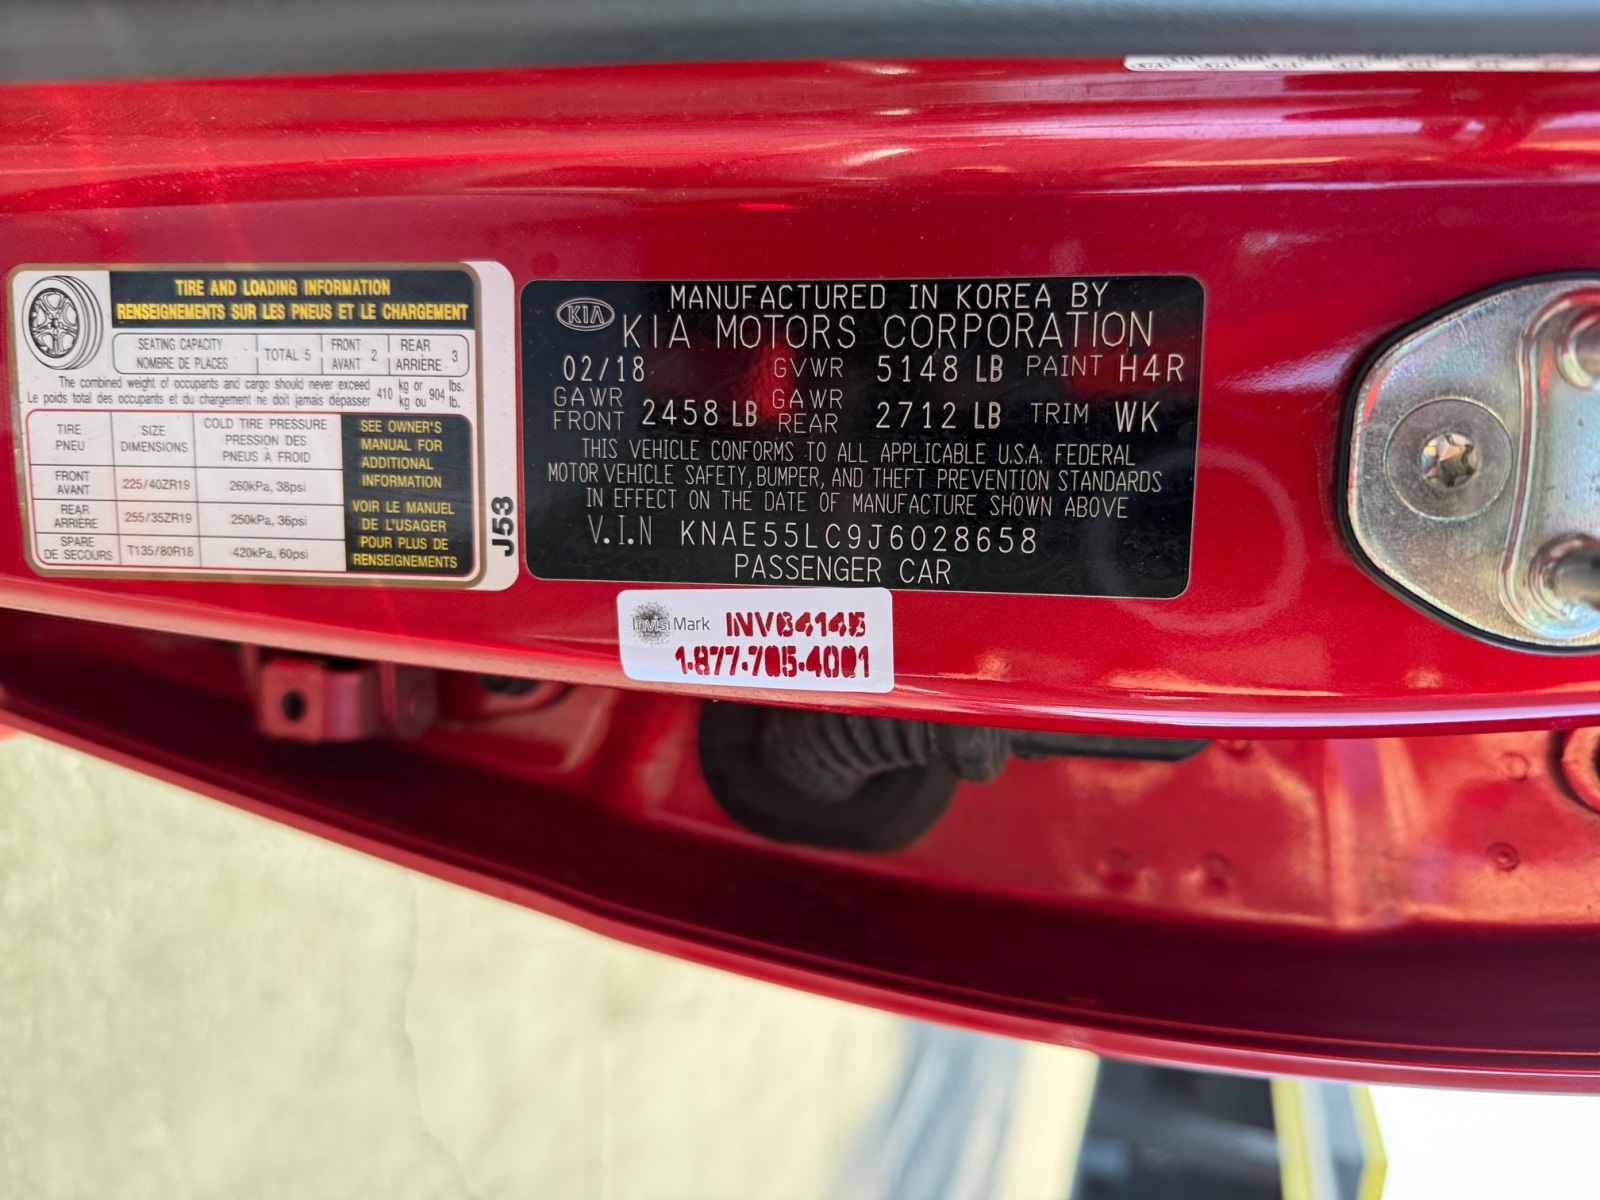 TIRE AND LOADING INFORMATION
RENSEIGNEMENTS SUR LES PNEUS ET LE CHARGEMENT
SEATING CAPACITY
NOMBRE DE PLACES
TOTAL 5
FRONT
AVANT 2
REAR
ARRIÈRE 3
The combined weight of occupants and cargo should never exceed 410 kg or 904 lbs.
Le poids total des occupants et du chargement ne doit jamais dépasser 410 kg ou 904 lb.
TIRE
PNEU
SIZE
DIMENSIONS
COLD TIRE PRESSURE
PRESSION DES
PNEUS À FROID
FRONT
AVANT
225/40ZR19
260kPa, 38psi
REAR
ARRIÈRE
255/35ZR19
250kPa, 36psi
SPARE
DE SECOURS
T135/80R18
420kPa, 60psi
SEE OWNER'S
MANUAL FOR
ADDITIONAL
INFORMATION
VOIR LE MANUEL
DE L'USAGER
POUR PLUS DE
RENSEIGNEMENTS
J53
KIA
MANUFACTURED IN KOREA BY
KIA MOTORS CORPORATION
02/18 GVWR 5148 LB PAINT H4R
GAWR FRONT 2458 LB GAWR REAR 2712 LB TRIM WK
THIS VEHICLE CONFORMS TO ALL APPLICABLE U.S.A. FEDERAL
MOTOR VEHICLE SAFETY, BUMPER, AND THEFT PREVENTION STANDARDS
IN EFFECT ON THE DATE OF MANUFACTURE SHOWN ABOVE
V.I.N KNAE55LC9J6028658
PASSENGER CAR
InvisiMark INV64145
1-877-705-4001